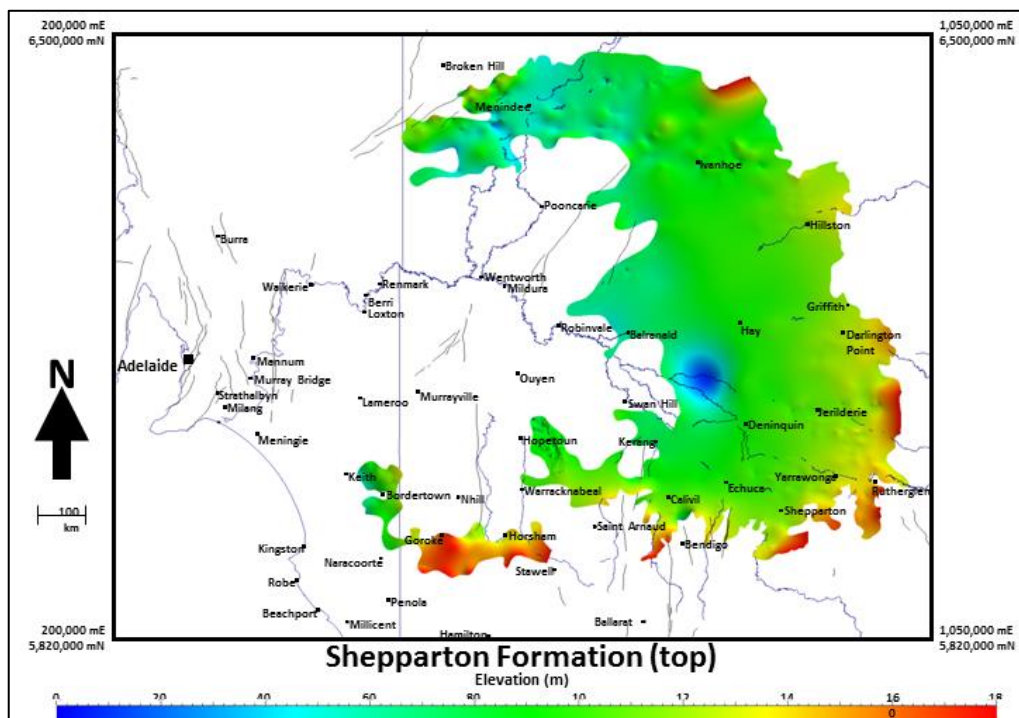 200,000 mE
6,500,000 mN
1,050,000 mE
6,500,000 mN
Broken Hill
Menindee
Ivanhoe
Pooncarie
Hillston
Burra
Wentworth
Waikerie
Renmark
Mildura
Berri
Loxton
Griffith
Robinvale
Balranald
Hay
Darlington
Point
Adelaide
Mannum
N
Murray Bridge
Ouyen
Strathalbyn
Milang
Lameroo
Murrayville
Swan Hill
Jerilderie
Deninquin
Meningie
Hopetoun
Kerang
Keith
Bordertown
Nhill
Warracknabeal
Calivil
Echuca
Yarrawonga
Rutherglen
100
km
Shepparton
Saint Arnaud
Goroke
Horsham
Bendigo
Kingston
Naracoorte
Stawell
Robe
Penola
Beachport
Millicent
Ballarat
Hamilton
200,000 mE
5,820,000 mN
1,050,000 mE
5,820,000 mN
Shepparton Formation (top)
Elevation (m)
0 20 40 60 80 10 12 14 16 18
0